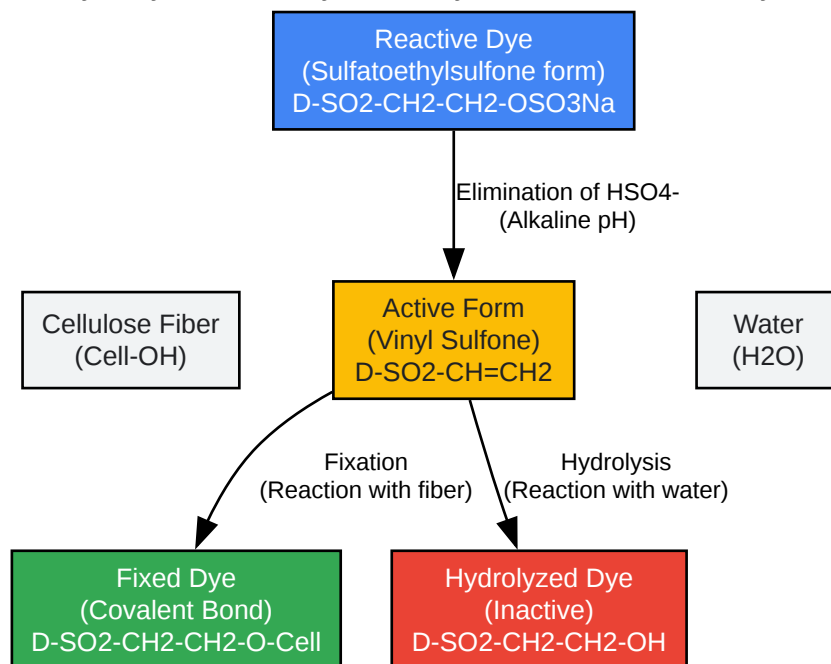 Reactive Dye
(Sulfatoethylsulfone form)
D-SO2-CH2-CH2-OSO3Na
Elimination of HSO4-
(Alkaline pH)
Cellulose Fiber
(Cell-OH)
Active Form
(Vinyl Sulfone)
D-SO2-CH=CH2
Water
(H2O)
Fixation
(Reaction with fiber)
Hydrolysis
(Reaction with water)
Fixed Dye
(Covalent Bond)
D-SO2-CH2-CH2-O-Cell
Hydrolyzed Dye
(Inactive)
D-SO2-CH2-CH2-OH